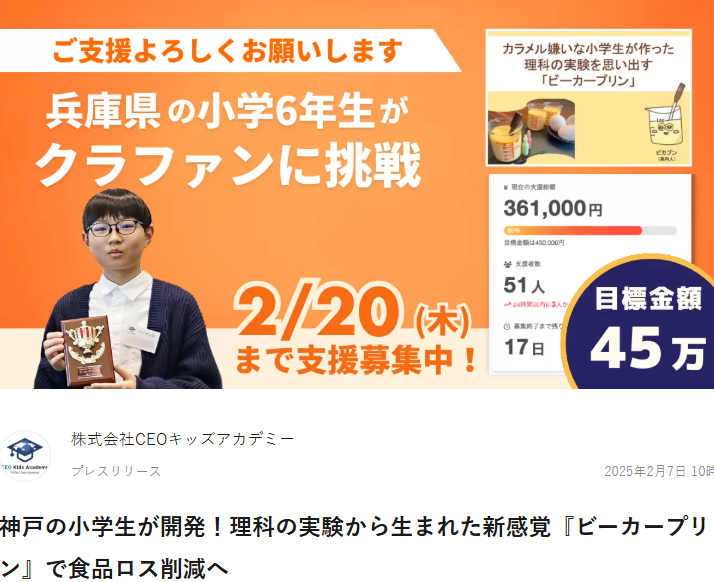 ご支援よろしくお願いします
兵庫県の小学6年生が
クラファンに挑戦
2/20(木)
まで支援募集中！
カラメル嫌いな小学生が作った
理科の実験を思い出す
「ビーカープリン」
100
ビカプン
(案内人)
¥ 現在の支援総額
361,000円
80%
目標金額は450,000円
支援者数
51人
24時間以内に3人か
募集終了まで残り
17日
目標金額
45万
株式会社CEOキッズアカデミー
CEO Kids Academy
プレスリリース
2025年2月7日 10時
神戸の小学生が開発！理科の実験から生まれた新感覚『ビーカープリ
ン』で食品ロス削減へ